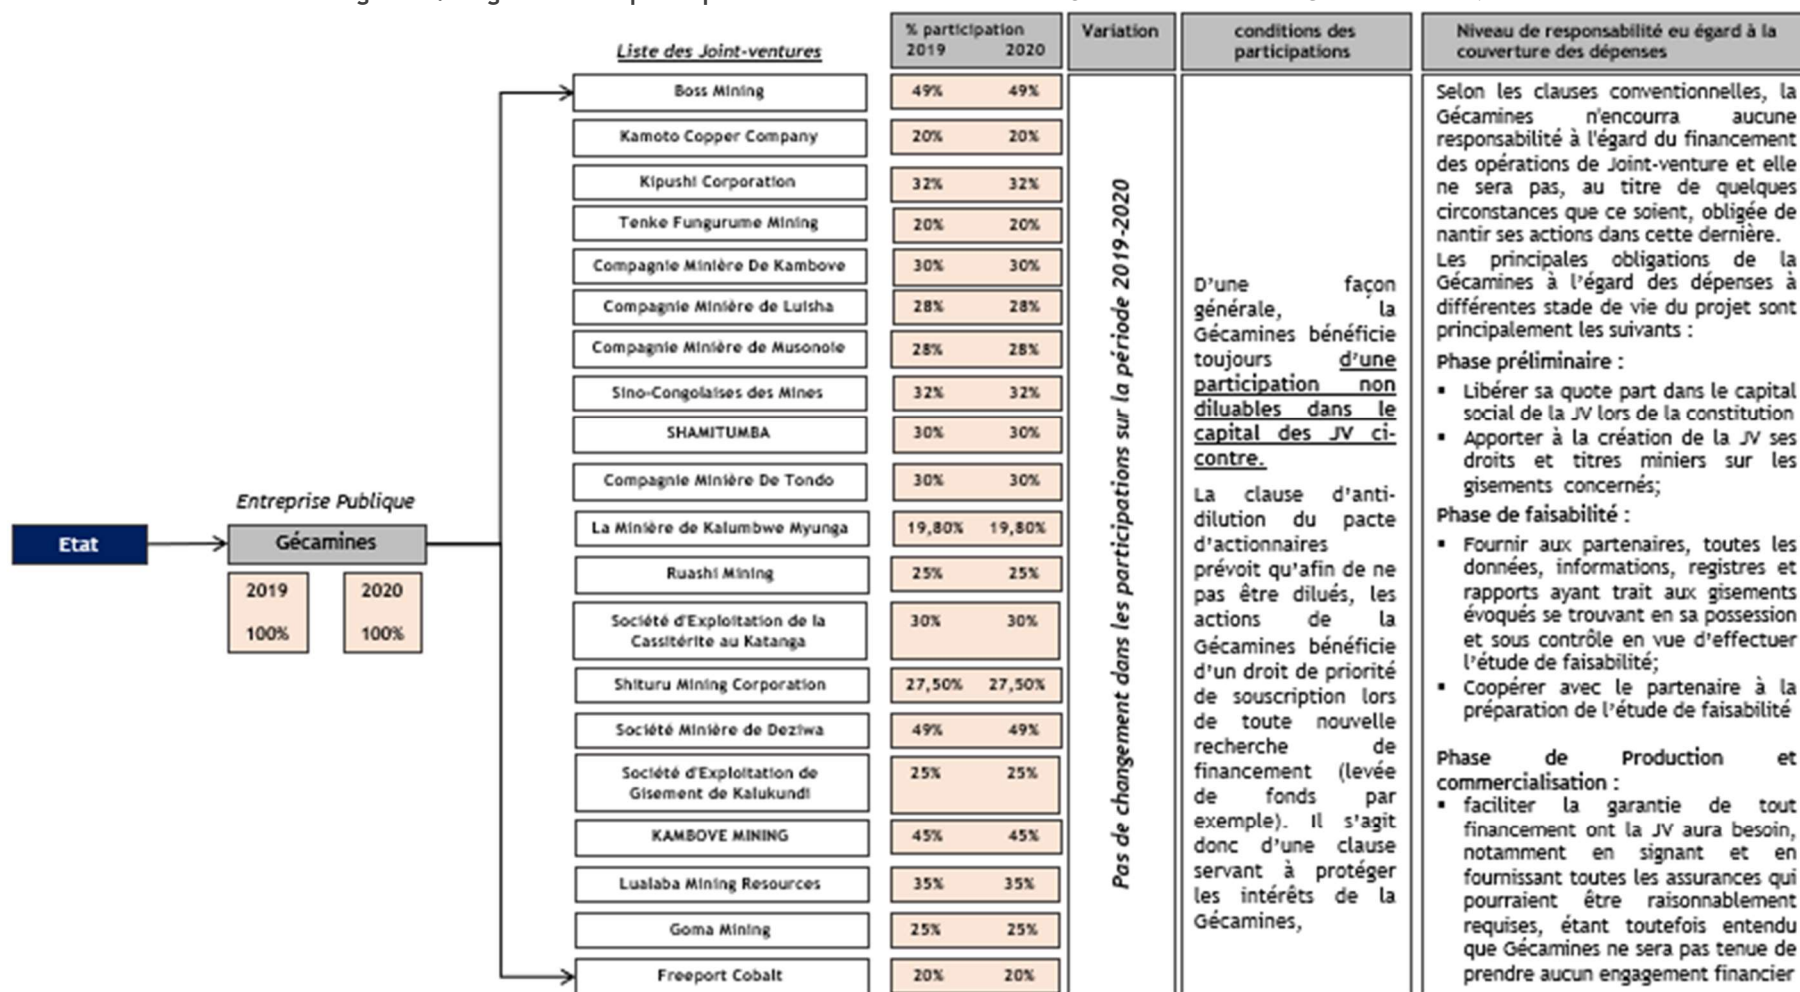 % participation
2019 2020
Variation
conditions des
participations
Niveau de responsabilité eu égard à la
couverture des dépenses
Liste des Joint-ventures
Boss Mining
49% 49%
Kamoto Copper Company
20% 20%
Kipushi Corporation
32% 32%
Tenke Fungurume Mining
20% 20%
Compagnie Minière De Kambove
30% 30%
Compagnie Minière de Luisha
28% 28%
Compagnie Minière de Musonoie
28% 28%
Sino-Congolaises des Mines
32% 32%
SHAMITUMBA
30% 30%
Compagnie Minière De Tondo
30% 30%
La Minière de Kalumbwe Myunga
19,80% 19,80%
Ruashi Mining
25% 25%
Société d'Exploitation de la
Cassitérite au Katanga
30% 30%
Shituru Mining Corporation
27,50% 27,50%
Société Minière de Deziwa
49% 49%
Société d'Exploitation de
Gisement de Kalukundi
25% 25%
KAMBOVE MINING
45% 45%
Lualaba Mining Resources
35% 35%
Goma Mining
25% 25%
Freeport Cobalt
20% 20%
Etat
Entreprise Publique
Gécamines
2019 2020
100% 100%
Pas de changement dans les participations sur la période 2019-2020
D'une façon
générale, la
Gécamines bénéficie
toujours d'une
participation non
diluables dans le
capital des JV ci-
contre.
La clause d'anti-
dilution du pacte
d'actionnaires
prévoit qu'afin de ne
pas être dilués, les
actions de la
Gécamines bénéficie
d'un droit de priorité
de souscription lors
de toute nouvelle
recherche de
financement (levée
de fonds par
exemple). Il s'agit
donc d'une clause
servant à protéger
les intérêts de la
Gécamines,
Selon les clauses conventionnelles, la
Gécamines n'encourra aucune
responsabilité à l'égard du financement
des opérations de Joint-venture et elle
ne sera pas, au titre de quelques
circonstances que ce soient, obligée de
nantir ses actions dans cette dernière.
Les principales obligations de la
Gécamines à l'égard des dépenses à
différentes stade de vie du projet sont
principalement les suivants :
Phase préliminaire :
▪ Libérer sa quote part dans le capital
social de la JV lors de la constitution
▪ Apporter à la création de la JV ses
droits et titres miniers sur les
gisements concernés;
Phase de faisabilité :
▪ Fournir aux partenaires, toutes les
données, informations, registres et
rapports ayant trait aux gisements
évoqués se trouvant en sa possession
et sous contrôle en vue d'effectuer
l'étude de faisabilité;
▪ Coopérer avec le partenaire à la
préparation de l'étude de faisabilité
Phase de Production et
commercialisation :
▪ faciliter la garantie de tout
financement ont la JV aura besoin,
notamment en signant et en
fournissant toutes les assurances qui
pourraient être raisonnablement
requises, étant toutefois entendu
que Gécamines ne sera pas tenue de
prendre aucun engagement financier